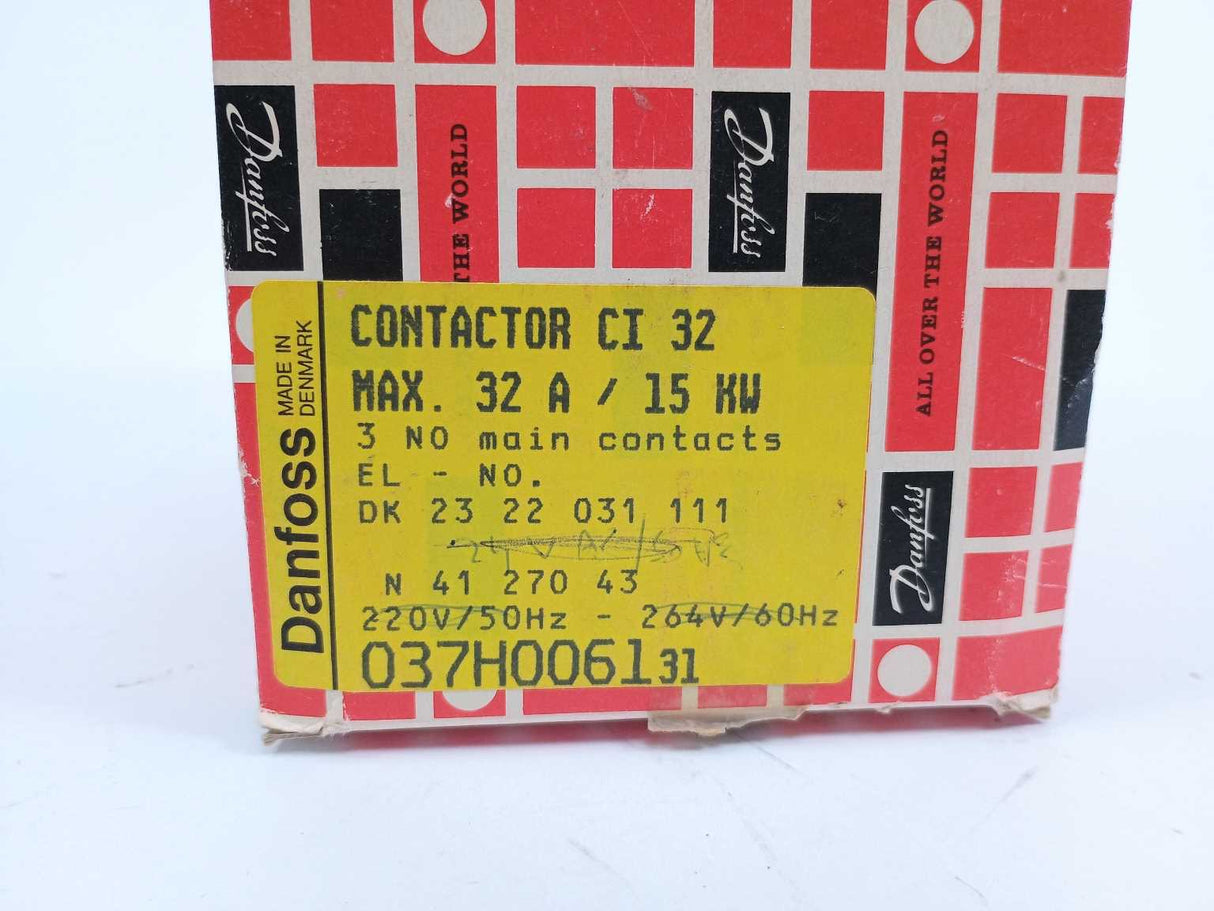 Danfoss
THE WORLD
Danfoss
ALL OVER THE WORLD
Danfoss
Danfoss
MADE IN
DENMARK
CONTACTOR CI 32
MAX. 32 A / 15 KW
3 NO main contacts
EL - NO.
DK 23 22 031 111
24 V
N 41 270 43
220V/50Hz - 264V/60Hz
037H006131